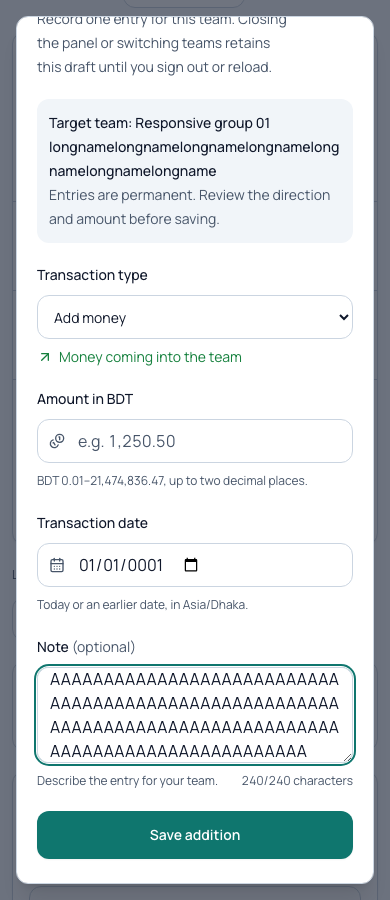 Record one entry for this team. Closing
the panel or switching teams retains
this draft until you sign out or reload.
Target team: Responsive group 01
longnamelongnamelongnamelongnamelong
namelongnamelongname
Entries are permanent. Review the direction
and amount before saving.
Transaction type
Add money
Money coming into the team
Amount in BDT
e.g. 1,250.50
BDT 0.01–21,474,836.47, up to two decimal places.
Transaction date
01/01/0001
Today or an earlier date, in Asia/Dhaka.
Note (optional)
AAAAAAAAAAAAAAAAAAAAAAAAAAA
AAAAAAAAAAAAAAAAAAAAAAAAAAA
AAAAAAAAAAAAAAAAAAAAAAAAAAA
AAAAAAAAAAAAAAAAAAAAAAAA
Describe the entry for your team. 240/240 characters
Save addition